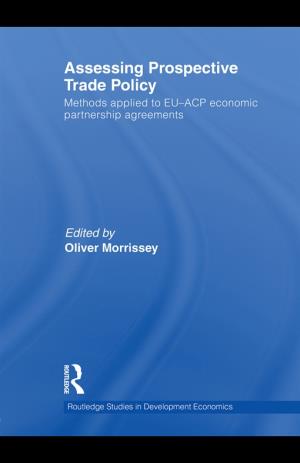 Assessing Prospective
Trade Policy
Methods applied to EU–ACP economic
partnership agreements
Edited by
Oliver Morrissey
ROUTLEDGE
Routledge Studies in Development Economics